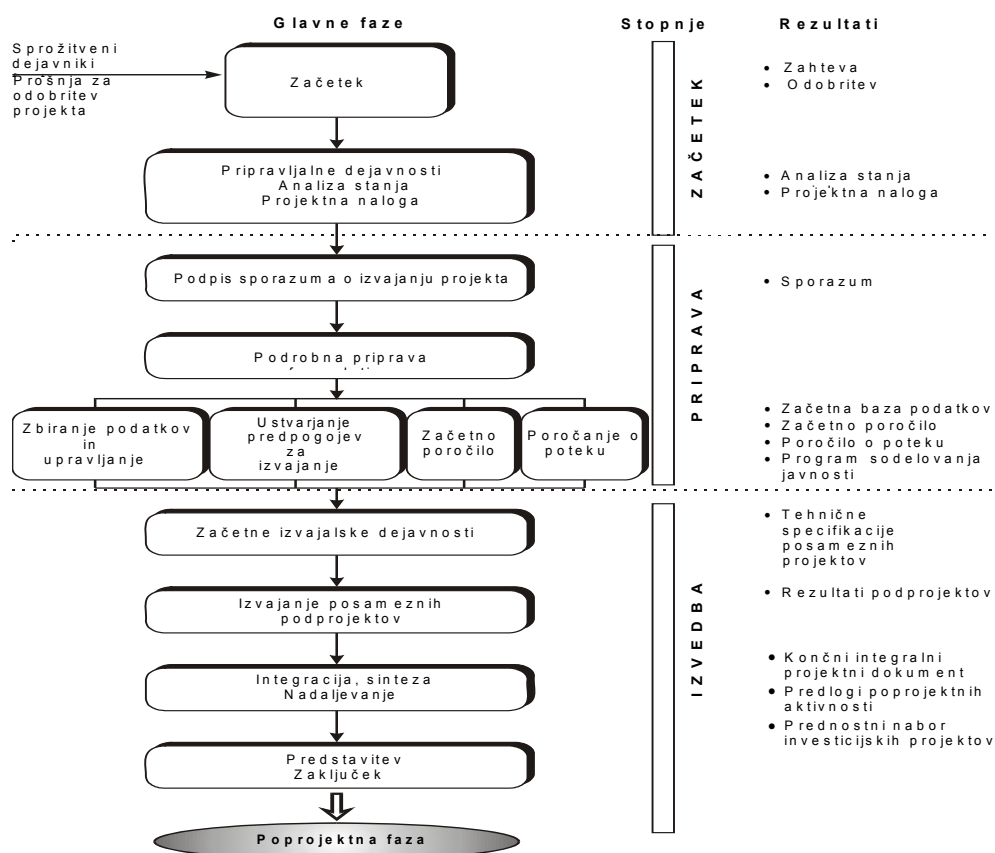 Glavne faze
Stopnje
Rezultati
Sprožitveni
dejavniki
Prošnja za
odobritev
projekta
Začetek
• Zahteva
• Odobritev
ZAČETEK
Pripravljalne dejavnosti
Analiza stanja
Projektna naloga
• Analiza stanja
• Projektna naloga
Podpis sporazuma o izvajanju projekta
• Sporazum
PRIPRAVA
Podrobna priprava
Zbiranje podatkov
in
upravljanje
Ustvarjanje
predpogojev
za
izvajanje
Začetno
poročilo
Poročanje o
poteku
• Začetna baza podatkov
• Začetno poročilo
• Poročilo o poteku
• Program sodelovanja
javnosti
Začetne izvajalske dejavnosti
• Tehnične
specifikacije
posameznih
projektov
IZVEDBA
Izvajanje posameznih
podprojektov
• Rezultati podprojektov
Integracija, sinteza
Nadaljevanje
• Končni integralni
projektni dokument
• Predlogi poprojektnih
aktivnosti
• Prednostni nabor
investicijskih projektov
Predstavitev
Zaključek
Poprojektna faza